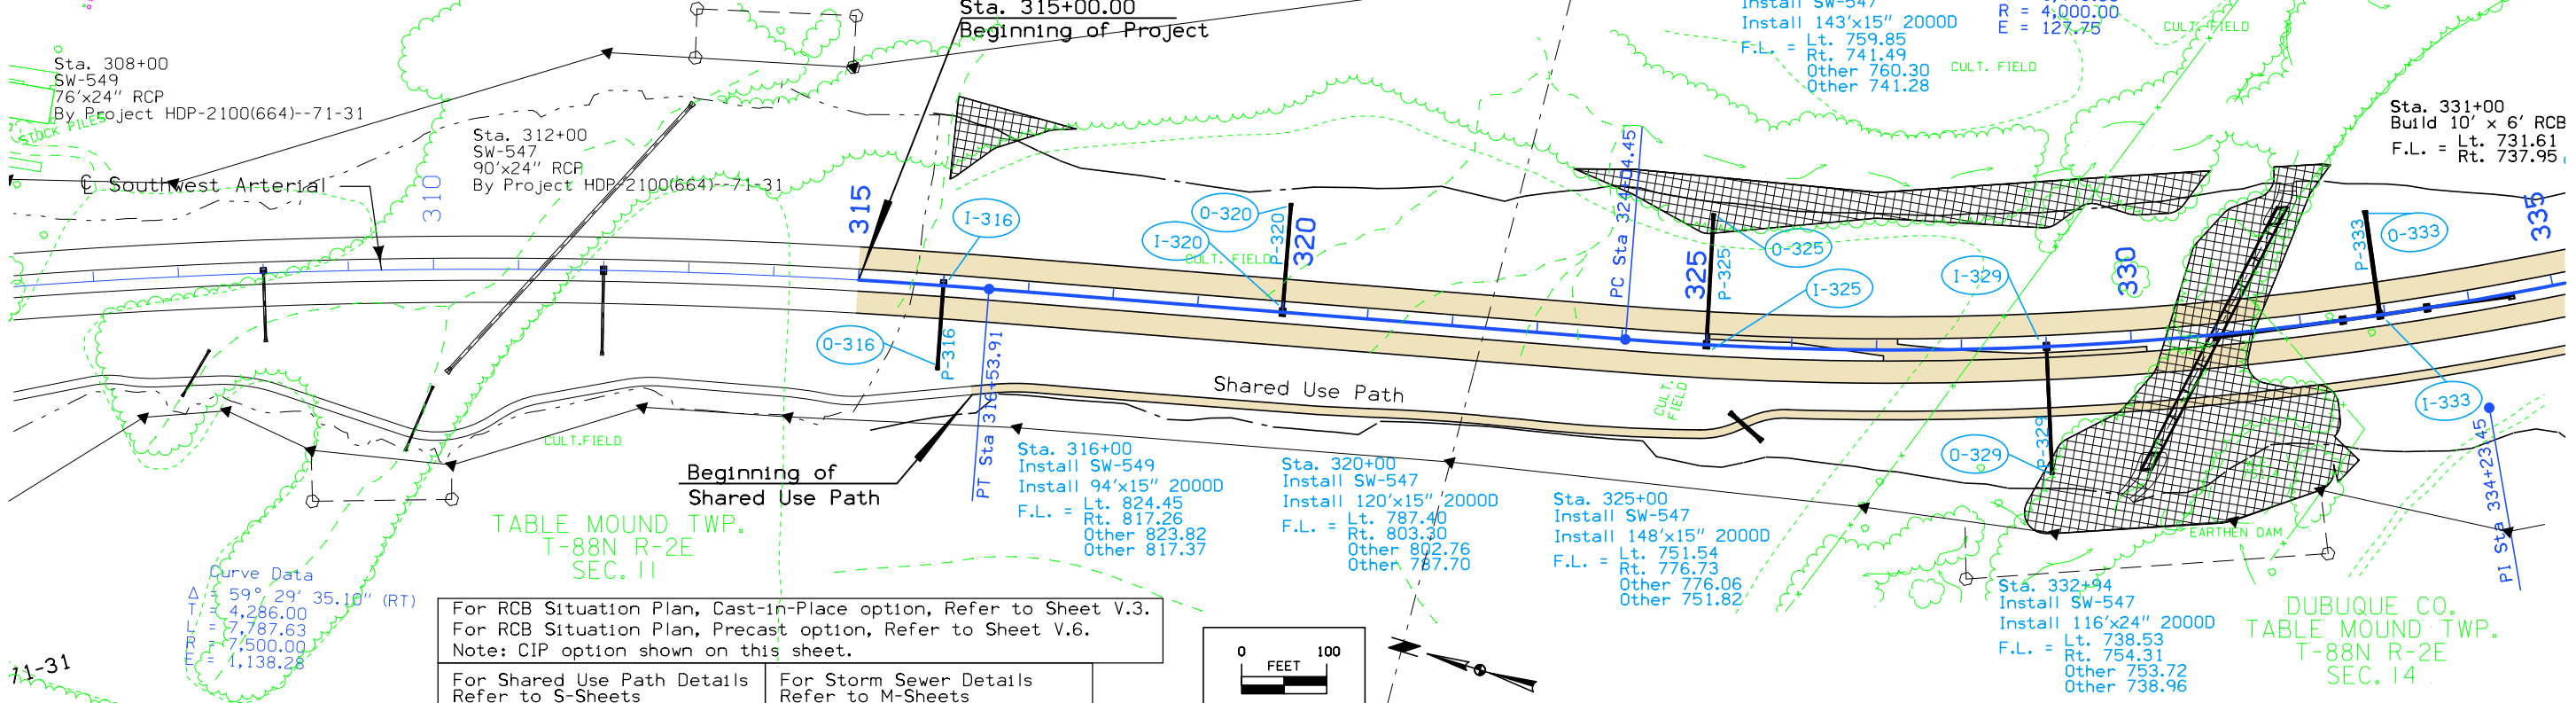 Sta. 315+00.00
Beginning of Project
Install SW-547
Install 143'x15" 2000D
F.L. = Lt. 759.85
Rt. 741.49
Other 760.30
Other 741.28
R = 4,000.00
E = 127.75
CULT. FIELD
CULT. FIELD
Sta. 308+00
SW-549
76'x24" RCP
By Project HDP-2100(664)--71-31
STOCK PILES
Sta. 312+00
SW-547
90'x24" RCP
By Project HDP-2100(664)--71-31
Sta. 331+00
Build 10' x 6' RCB
F.L. = Lt. 731.61
Rt. 737.95
℄ Southwest Arterial
310
315
I-316
O-316
P-316
PT Sta 316+53.91
O-320
I-320
P-320
320
CULT. FIELD
PC Sta 324+04.45
325
P-325
O-325
I-325
I-329
O-329
P-329
330
P-333
O-333
I-333
335
PI Sta 334+23.45
Shared Use Path
CULT.
FIELD
CULT.FIELD
Beginning of
Shared Use Path
Sta. 316+00
Install SW-549
Install 94'x15" 2000D
F.L. = Lt. 824.45
Rt. 817.26
Other 823.82
Other 817.37
Sta. 320+00
Install SW-547
Install 120'x15" 2000D
F.L. = Lt. 787.40
Rt. 803.30
Other 802.76
Other 787.70
Sta. 325+00
Install SW-547
Install 148'x15" 2000D
F.L. = Lt. 751.54
Rt. 776.73
Other 776.06
Other 751.82
EARTHEN DAM
Sta. 332+94
Install SW-547
Install 116'x24" 2000D
F.L. = Lt. 738.53
Rt. 754.31
Other 753.72
Other 738.96
TABLE MOUND TWP.
T-88N R-2E
SEC. 11
DUBUQUE CO.
TABLE MOUND TWP.
T-88N R-2E
SEC. 14
Curve Data
Δ = 59° 29' 35.10" (RT)
T = 4,286.00
L = 7,787.63
R = 7,500.00
E = 1,138.28
71-31
For RCB Situation Plan, Cast-in-Place option, Refer to Sheet V.3.
For RCB Situation Plan, Precast option, Refer to Sheet V.6.
Note: CIP option shown on this sheet.
For Shared Use Path Details
Refer to S-Sheets
For Storm Sewer Details
Refer to M-Sheets
0 100
FEET